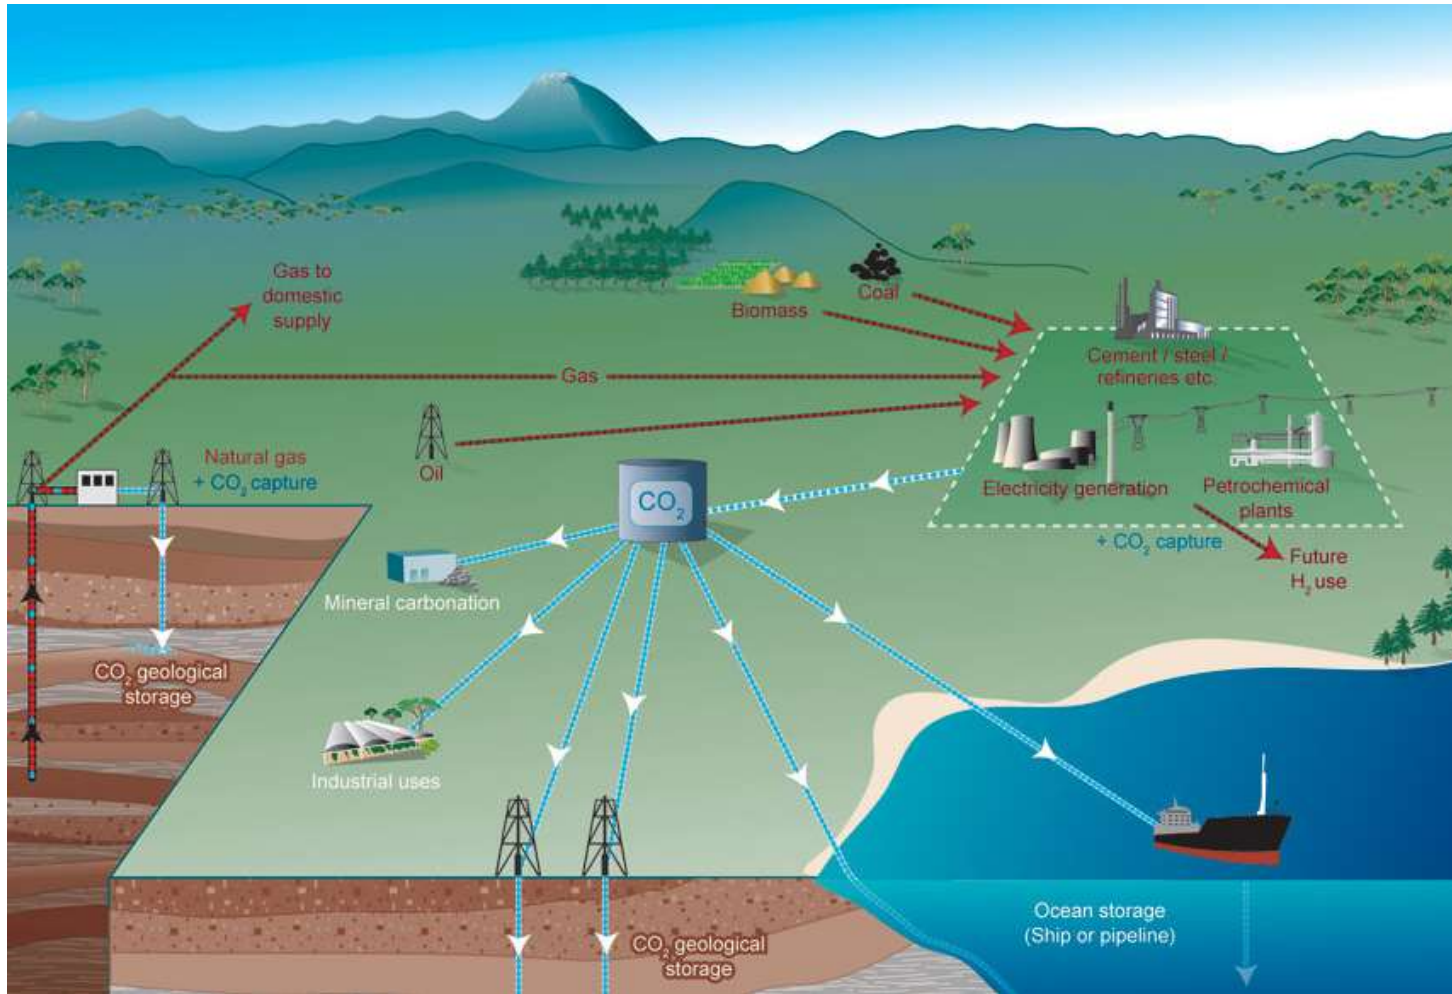 Gas to
domestic
supply
Coal
Biomass
Cement / steel /
refineries etc.
Gas
Oil
Natural gas
+ CO₂ capture
CO₂
Electricity generation
Petrochemical
plants
+ CO₂ capture
Future
H₂ use
Mineral carbonation
CO₂ geological
storage
Industrial uses
Ocean storage
(Ship or pipeline)
CO₂ geological
storage